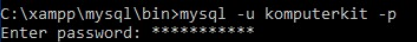 C:\xampp\mysql\bin>mysql -u komputerkit -p
Enter password: ***********